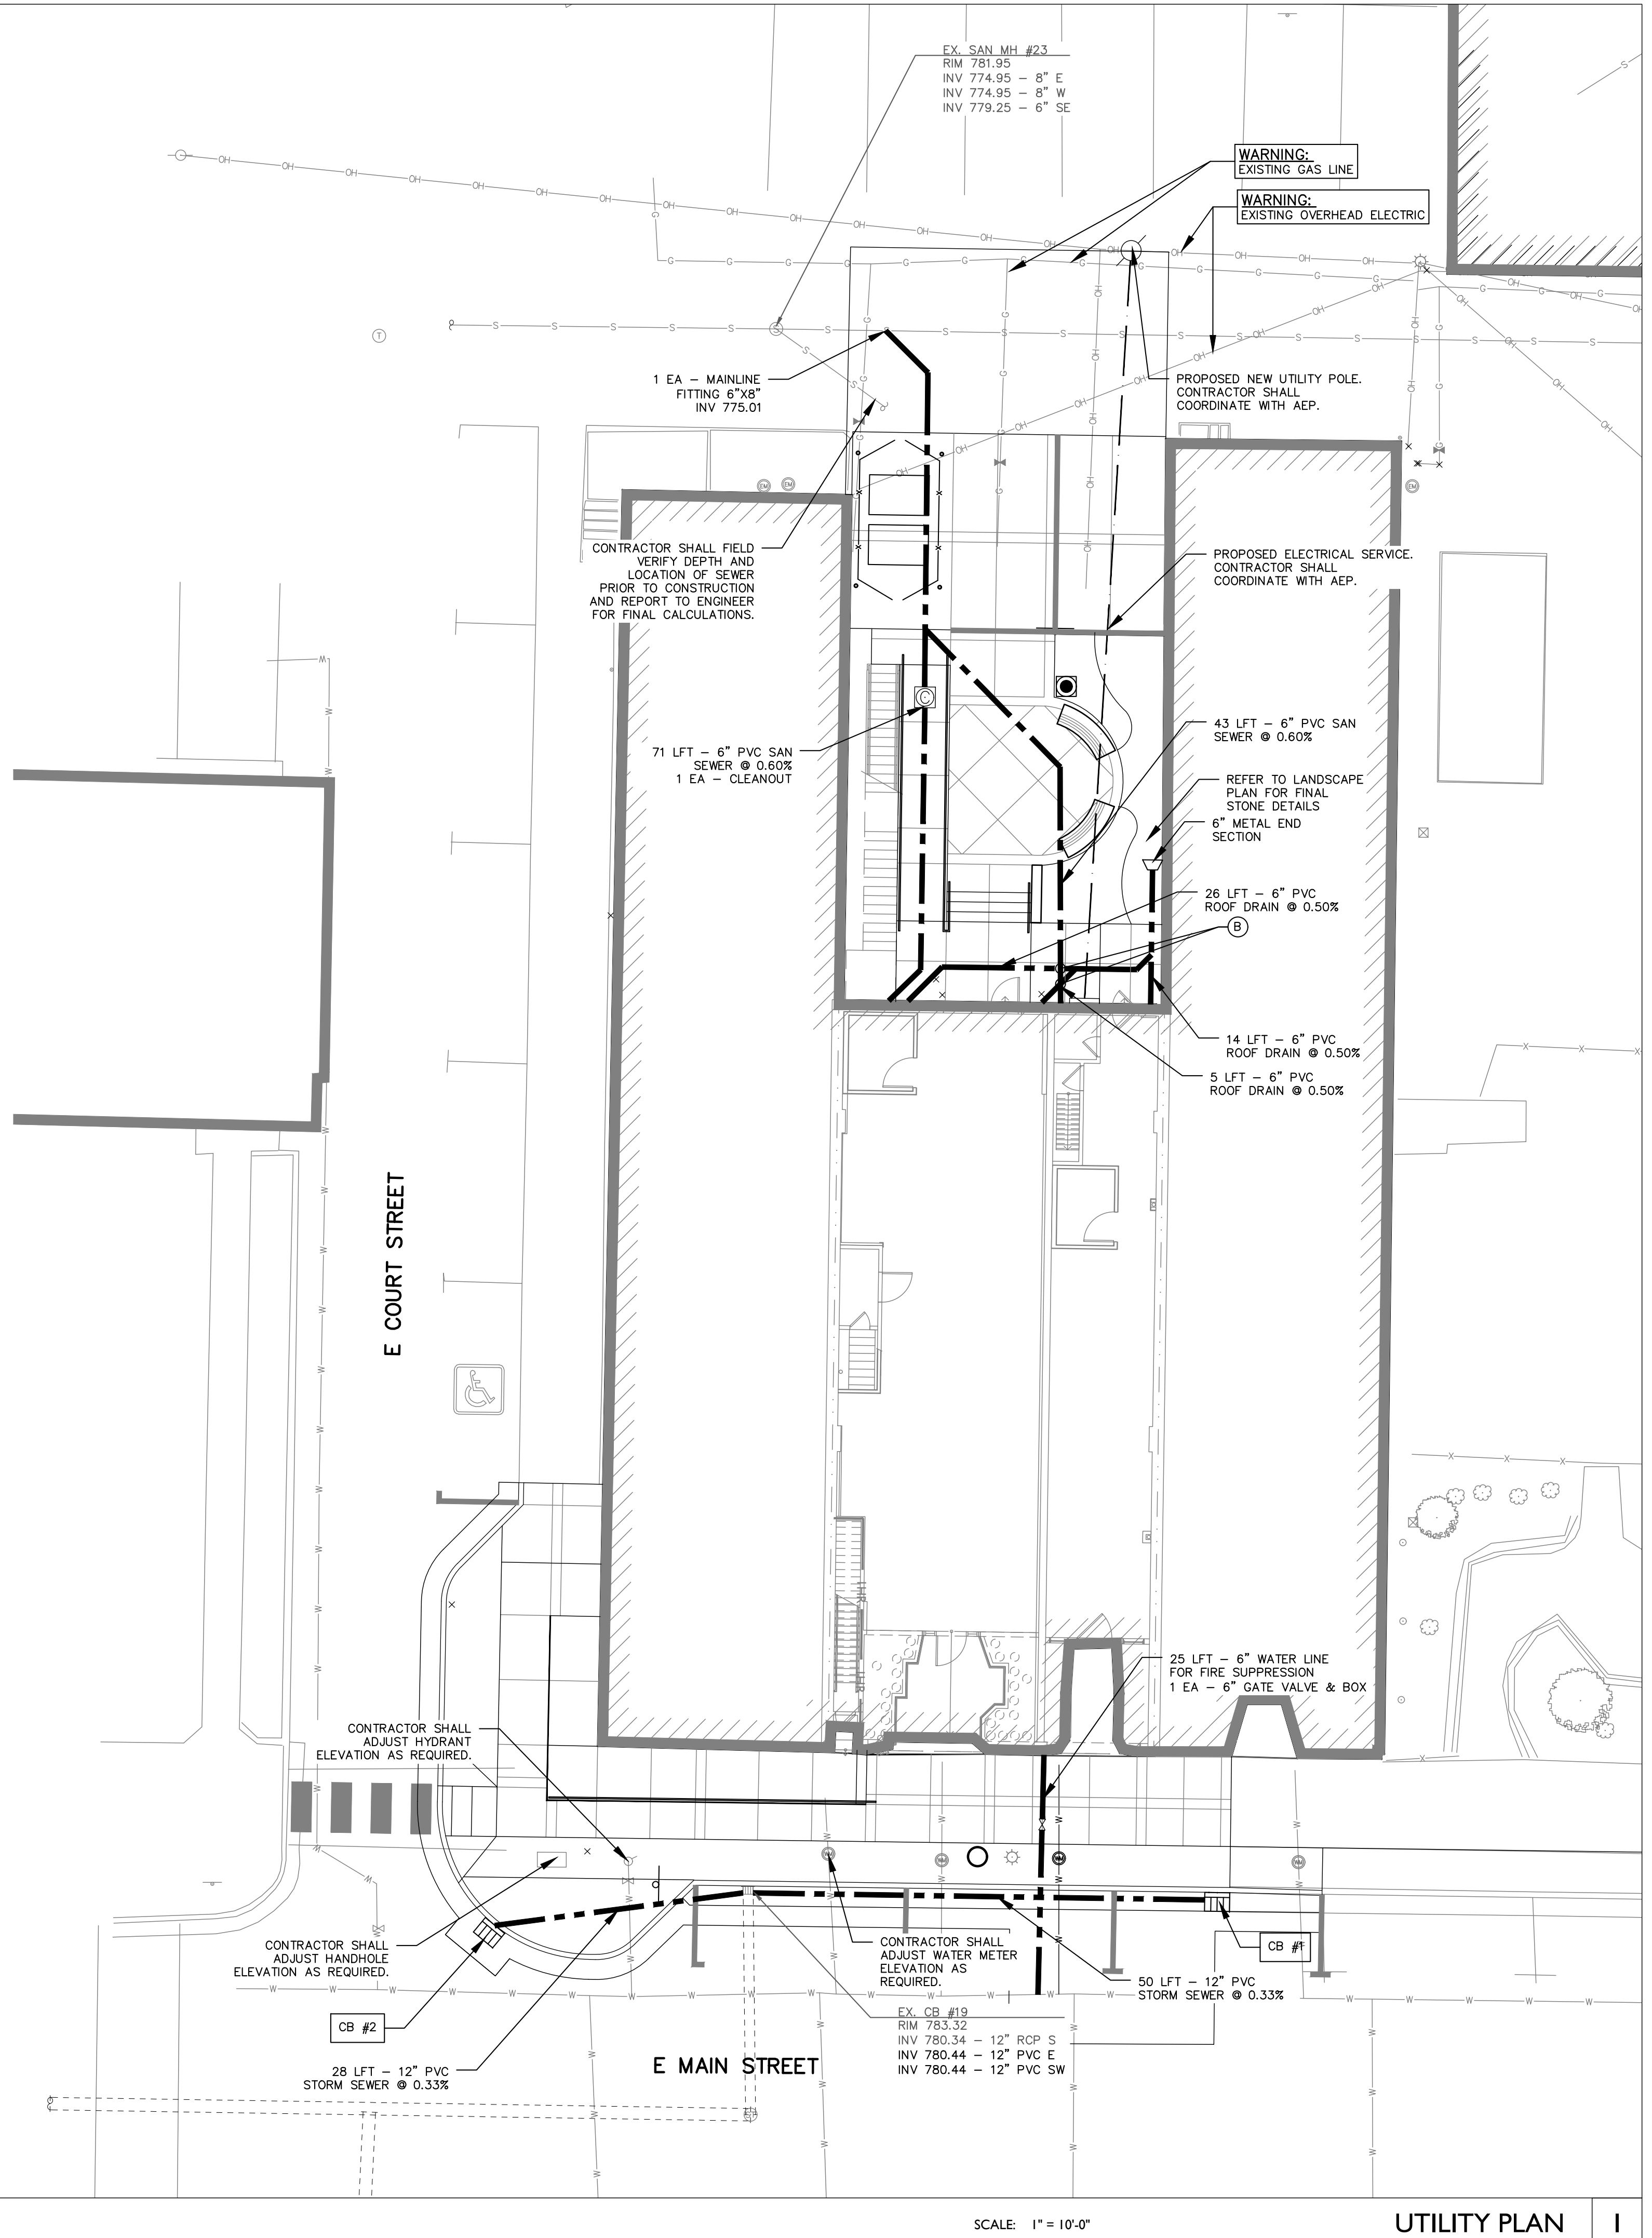 EX. SAN MH #23
RIM 781.95
INV 774.95 – 8" E
INV 774.95 – 8" W
INV 779.25 – 6" SE
WARNING:
EXISTING GAS LINE
WARNING:
EXISTING OVERHEAD ELECTRIC
1 EA – MAINLINE
FITTING 6"X8"
INV 775.01
PROPOSED NEW UTILITY POLE.
CONTRACTOR SHALL
COORDINATE WITH AEP.
CONTRACTOR SHALL FIELD
VERIFY DEPTH AND
LOCATION OF SEWER
PRIOR TO CONSTRUCTION
AND REPORT TO ENGINEER
FOR FINAL CALCULATIONS.
PROPOSED ELECTRICAL SERVICE.
CONTRACTOR SHALL
COORDINATE WITH AEP.
71 LFT – 6" PVC SAN
SEWER @ 0.60%
1 EA – CLEANOUT
43 LFT – 6" PVC SAN
SEWER @ 0.60%
REFER TO LANDSCAPE
PLAN FOR FINAL
STONE DETAILS
6" METAL END
SECTION
26 LFT – 6" PVC
ROOF DRAIN @ 0.50%
B
14 LFT – 6" PVC
ROOF DRAIN @ 0.50%
5 LFT – 6" PVC
ROOF DRAIN @ 0.50%
E COURT STREET
25 LFT – 6" WATER LINE
FOR FIRE SUPPRESSION
1 EA – 6" GATE VALVE & BOX
CONTRACTOR SHALL
ADJUST HYDRANT
ELEVATION AS REQUIRED.
CONTRACTOR SHALL
ADJUST HANDHOLE
ELEVATION AS REQUIRED.
CONTRACTOR SHALL
ADJUST WATER METER
ELEVATION AS
REQUIRED.
CB #1
50 LFT – 12" PVC
STORM SEWER @ 0.33%
CB #2
EX. CB #19
RIM 783.32
INV 780.34 – 12" RCP S
INV 780.44 – 12" PVC E
INV 780.44 – 12" PVC SW
28 LFT – 12" PVC
STORM SEWER @ 0.33%
E MAIN STREET
SCALE: 1" = 10'-0"
UTILITY PLAN
1